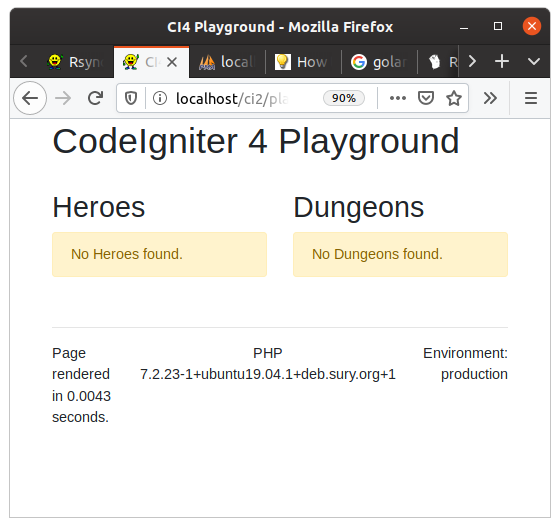 CI4 Playground - Mozilla Firefox
Rsyn
CI-
local
How
golar
R
localhost/ci2/pla
90%
CodeIgniter 4 Playground
Heroes
Dungeons
No Heroes found.
No Dungeons found.
Page
rendered
in 0.0043
seconds.
PHP
7.2.23-1+ubuntu19.04.1+deb.sury.org+1
Environment:
production